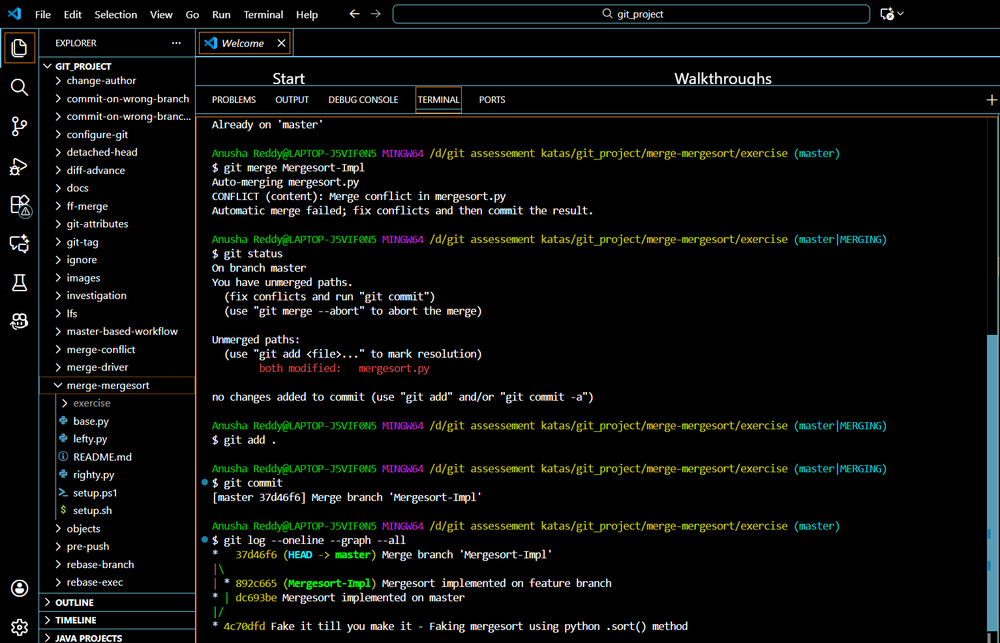 File Edit Selection View Go Run Terminal Help
git_project
EXPLORER
Welcome
GIT_PROJECT
change-author
commit-on-wrong-branch
commit-on-wrong-branc...
configure-git
detached-head
diff-advance
docs
ff-merge
git-attributes
git-tag
ignore
images
investigation
lfs
master-based-workflow
merge-conflict
merge-driver
merge-mergesort
exercise
base.py
lefty.py
README.md
righty.py
setup.ps1
setup.sh
objects
pre-push
rebase-branch
rebase-exec
OUTLINE
TIMELINE
JAVA PROJECTS
Start
Walkthroughs
PROBLEMS OUTPUT DEBUG CONSOLE TERMINAL PORTS
Already on 'master'
Anusha Reddy@LAPTOP-J5VIF0N5 MINGW64 /d/git assessement katas/git_project/merge-mergesort/exercise (master)
$ git merge Mergesort-Impl
Auto-merging mergesort.py
CONFLICT (content): Merge conflict in mergesort.py
Automatic merge failed; fix conflicts and then commit the result.
Anusha Reddy@LAPTOP-J5VIF0N5 MINGW64 /d/git assessement katas/git_project/merge-mergesort/exercise (master|MERGING)
$ git status
On branch master
You have unmerged paths.
(fix conflicts and run "git commit")
(use "git merge --abort" to abort the merge)
Unmerged paths:
(use "git add <file>..." to mark resolution)
both modified: mergesort.py
no changes added to commit (use "git add" and/or "git commit -a")
Anusha Reddy@LAPTOP-J5VIF0N5 MINGW64 /d/git assessement katas/git_project/merge-mergesort/exercise (master|MERGING)
$ git add .
Anusha Reddy@LAPTOP-J5VIF0N5 MINGW64 /d/git assessement katas/git_project/merge-mergesort/exercise (master|MERGING)
$ git commit
[master 37d46f6] Merge branch 'Mergesort-Impl'
Anusha Reddy@LAPTOP-J5VIF0N5 MINGW64 /d/git assessement katas/git_project/merge-mergesort/exercise (master)
$ git log --oneline --graph --all
*   37d46f6 (HEAD -> master) Merge branch 'Mergesort-Impl'
|\
| * 892c665 (Mergesort-Impl) Mergesort implemented on feature branch
* | dc693be Mergesort implemented on master
|/
* 4c70dfd Fake it till you make it - Faking mergesort using python .sort() method